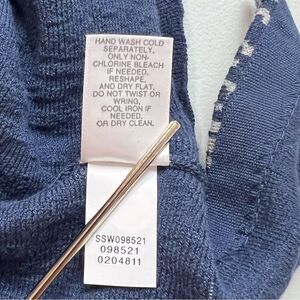 HAND WASH COLD
SEPARATELY,
ONLY NON-
CHLORINE BLEACH
IF NEEDED,
RESHAPE,
AND DRY FLAT,
DO NOT TWIST OR
WRING.
COOL IRON IF
NEEDED.
OR DRY CLEAN.
SSW098521
098521
0204811